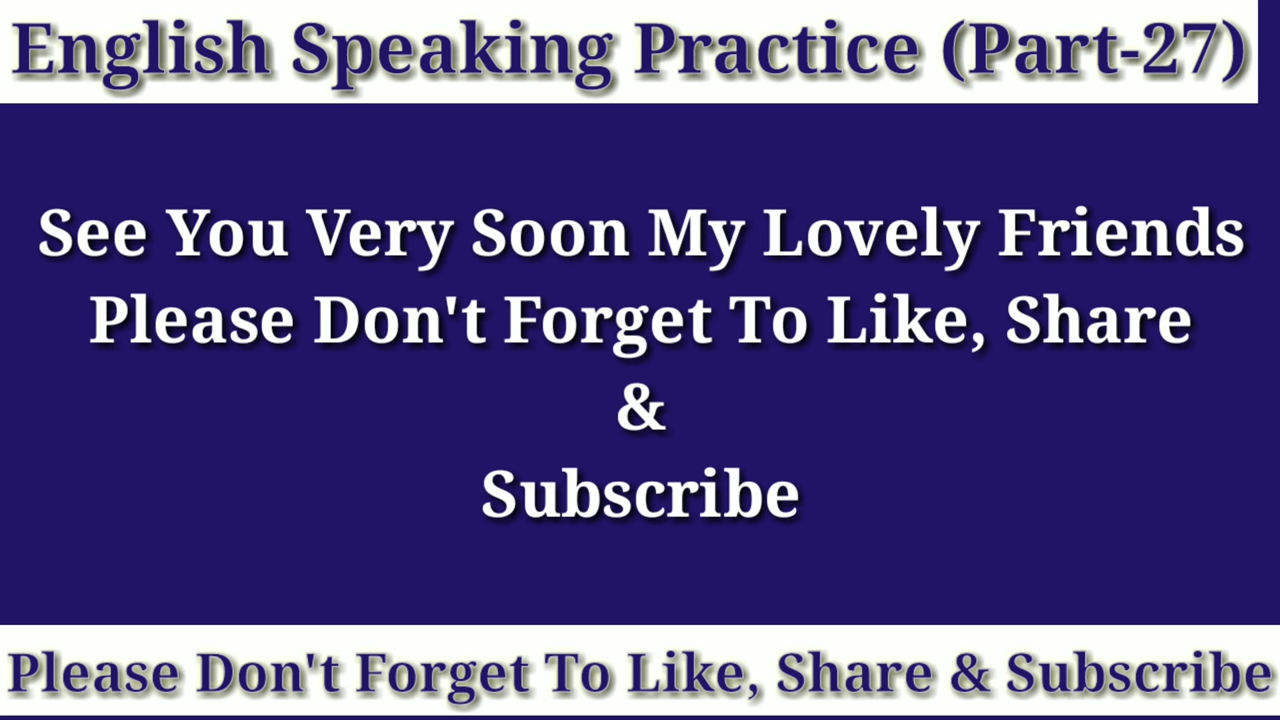 English Speaking Practice (Part-27)
See You Very Soon My Lovely Friends
Please Don't Forget To Like, Share
&
Subscribe
Please Don't Forget To Like, Share & Subscribe